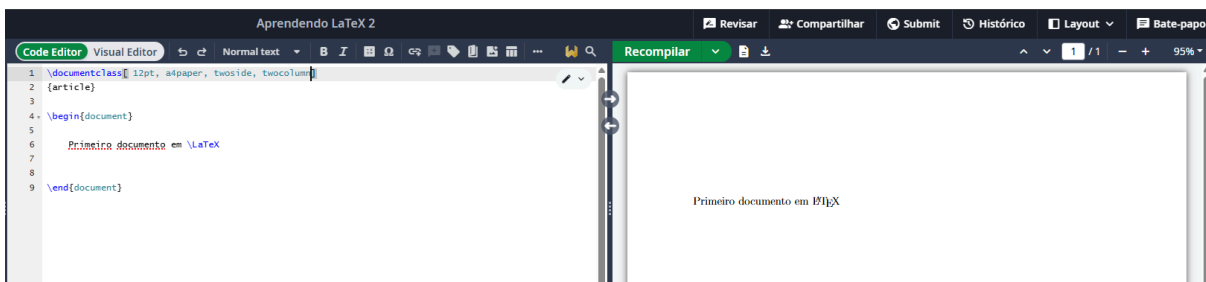 Aprendendo LaTeX 2
Revisar Compartilhar Submit Histórico Layout Bate-papo
Code Editor Visual Editor Normal text B I Ω ... Recompilar 1 / 1 − + 95%
1 \documentclass[ 12pt, a4paper, twoside, twocolumn]
2 {article}
3
4 \begin{document}
5
6 Primeiro documento em \LaTeX
7
8
9 \end{document}
Primeiro documento em LATEX